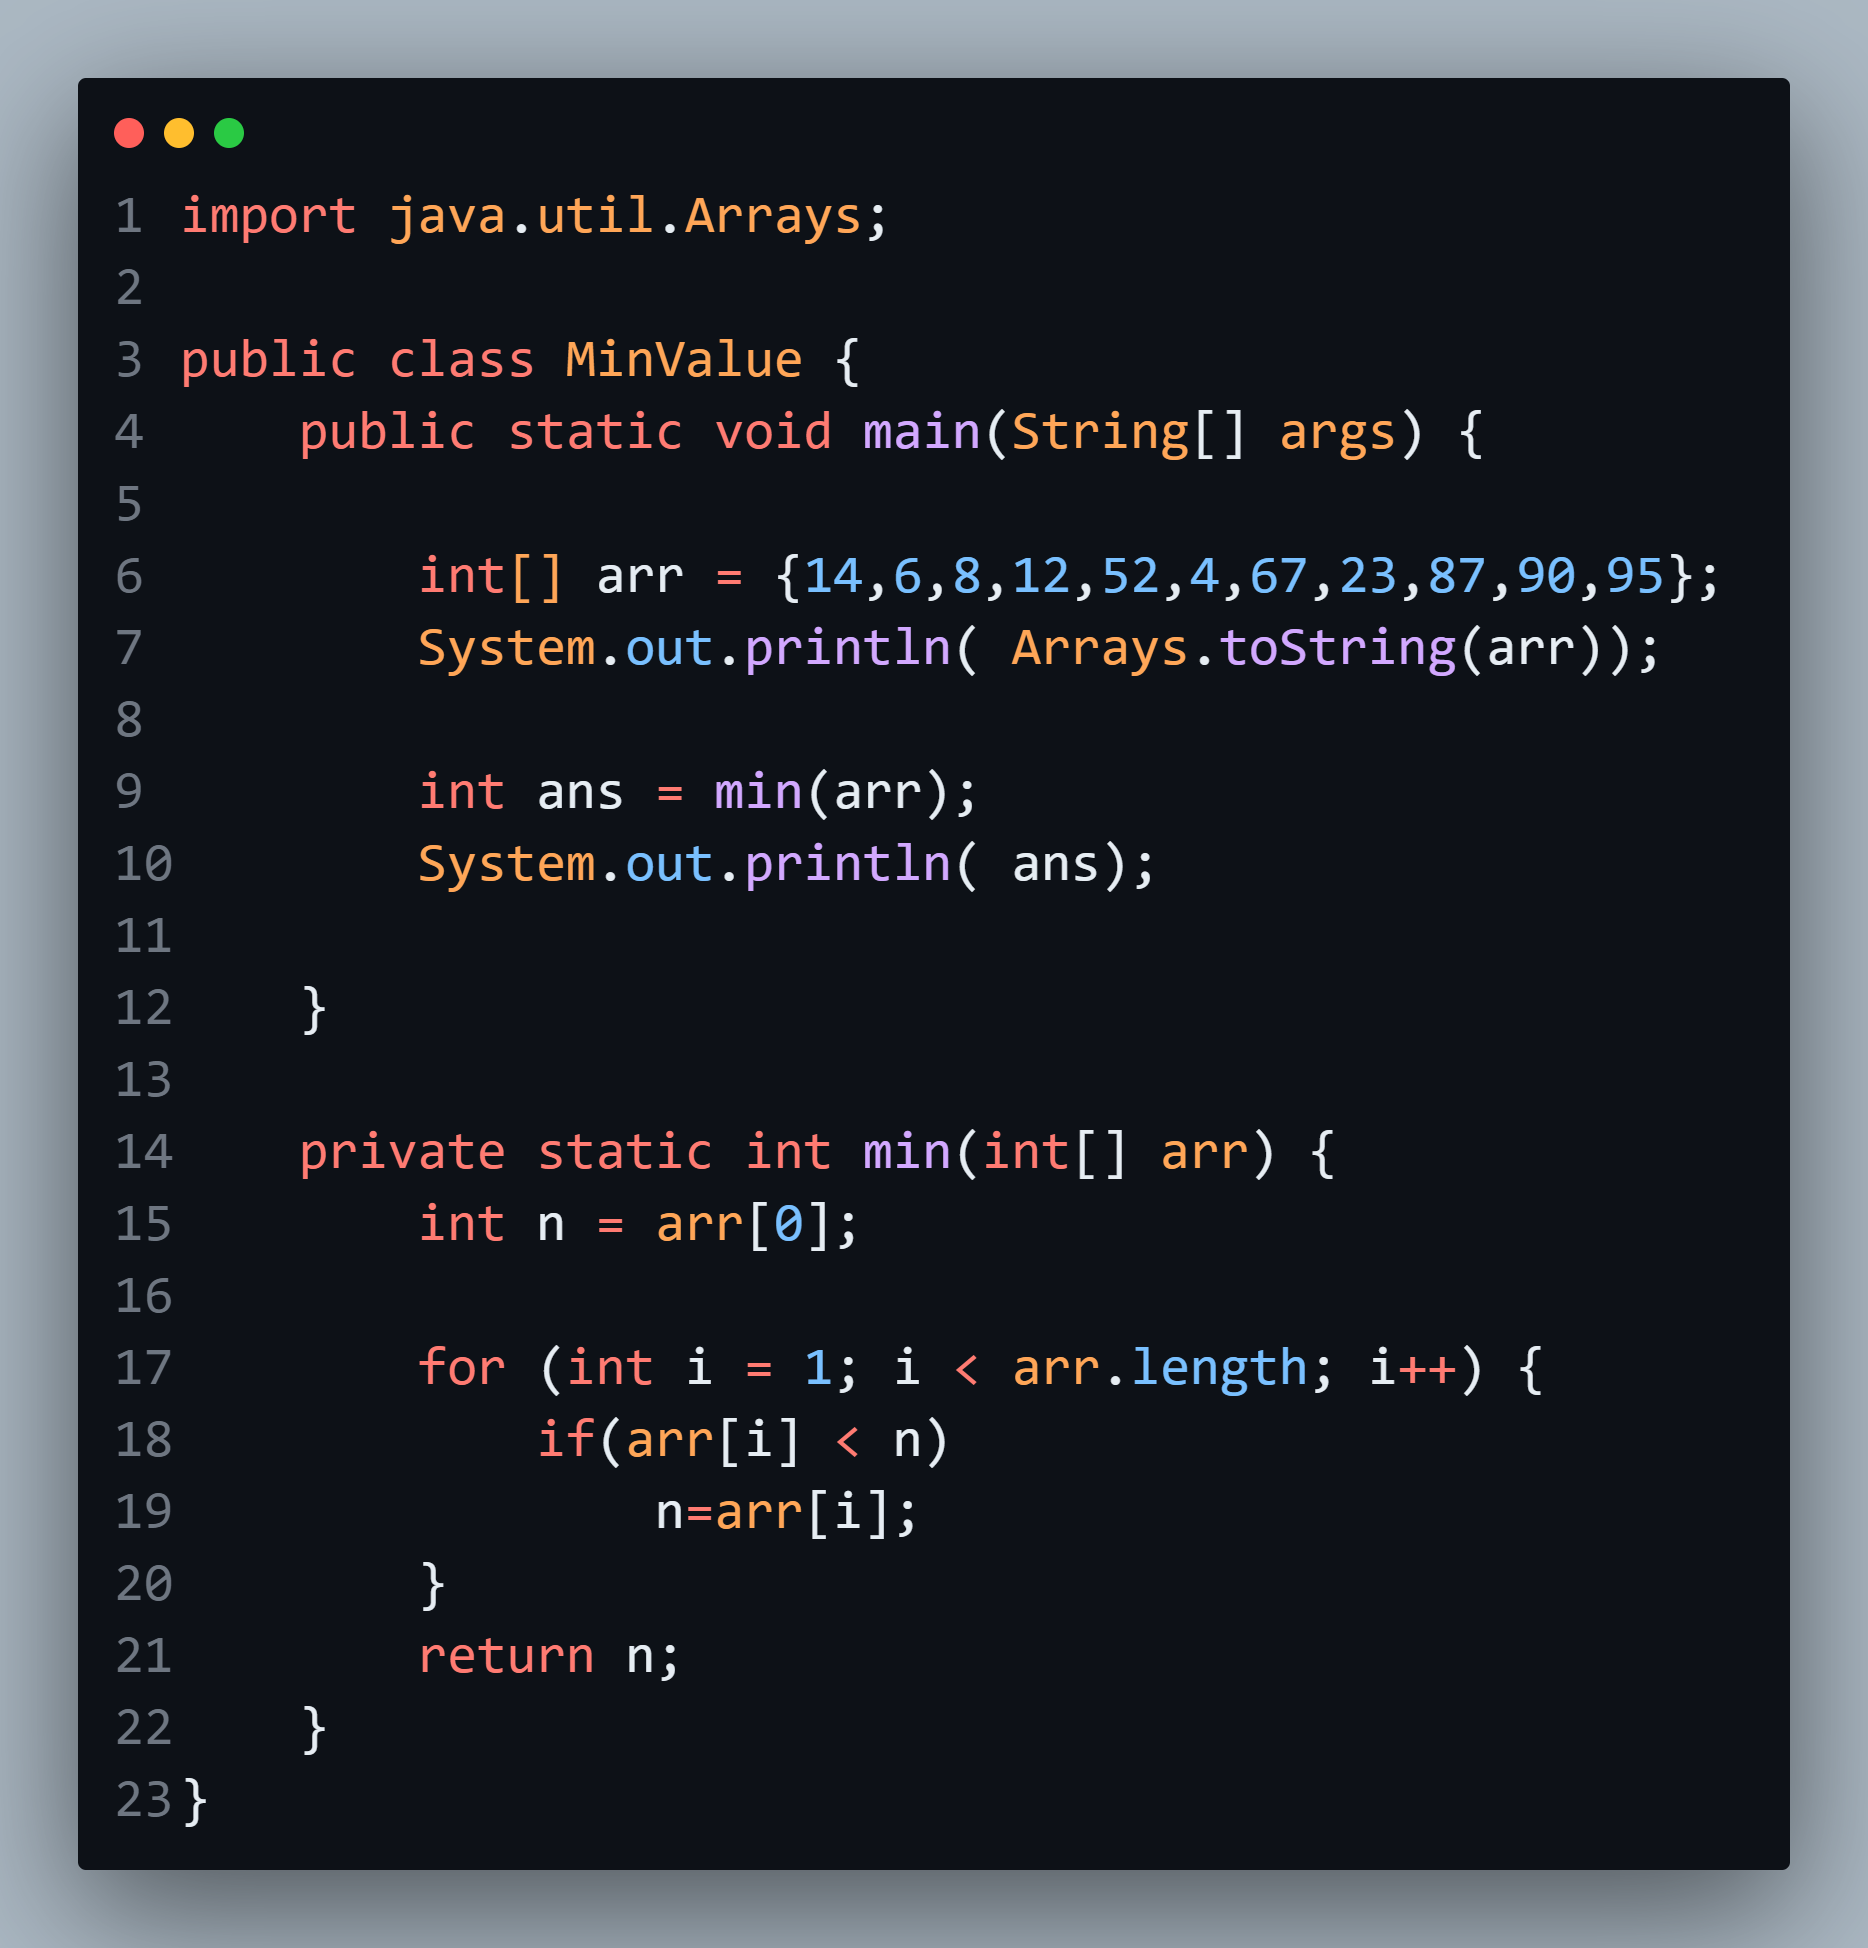 1 import java.util.Arrays;
2
3 public class MinValue {
4     public static void main(String[] args) {
5
6         int[] arr = {14,6,8,12,52,4,67,23,87,90,95};
7         System.out.println( Arrays.toString(arr));
8
9         int ans = min(arr);
10         System.out.println( ans);
11
12     }
13
14     private static int min(int[] arr) {
15         int n = arr[0];
16
17         for (int i = 1; i < arr.length; i++) {
18             if(arr[i] < n)
19                 n=arr[i];
20         }
21         return n;
22     }
23 }